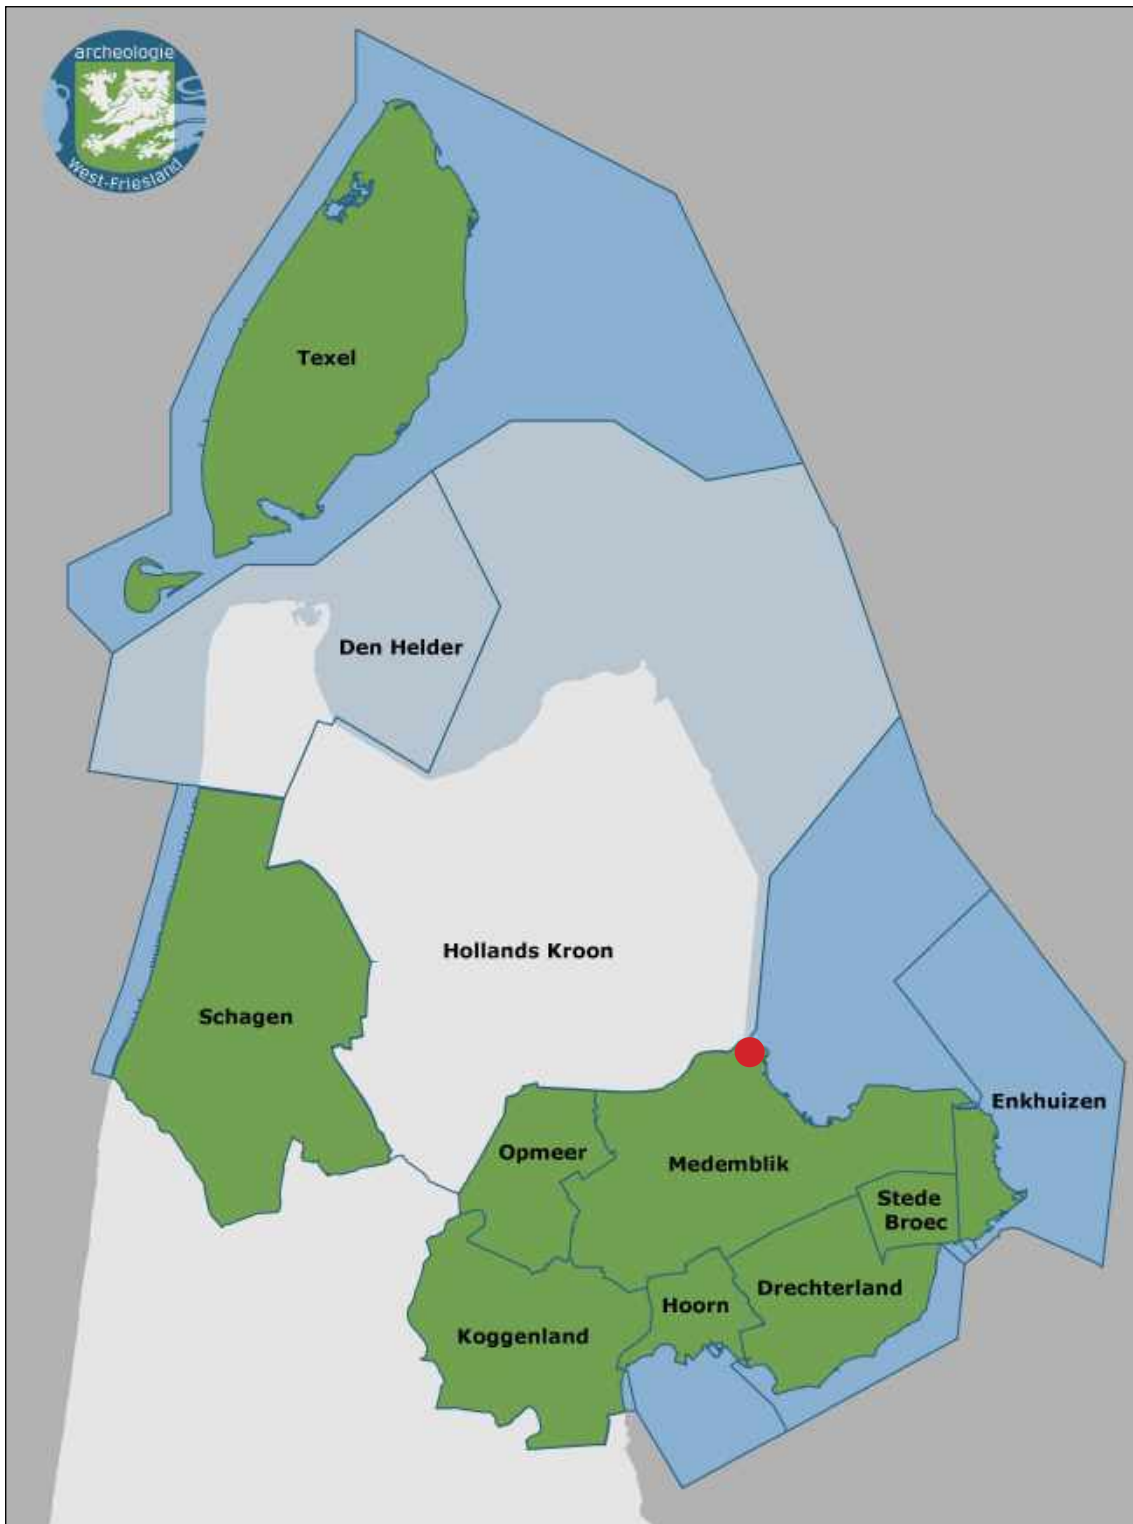 archeologie
West-Friesland
Texel
Den Helder
Hollands Kroon
Schagen
Enkhuizen
Opmeer
Medemblik
Stede
Broec
Drechterland
Hoorn
Koggenland